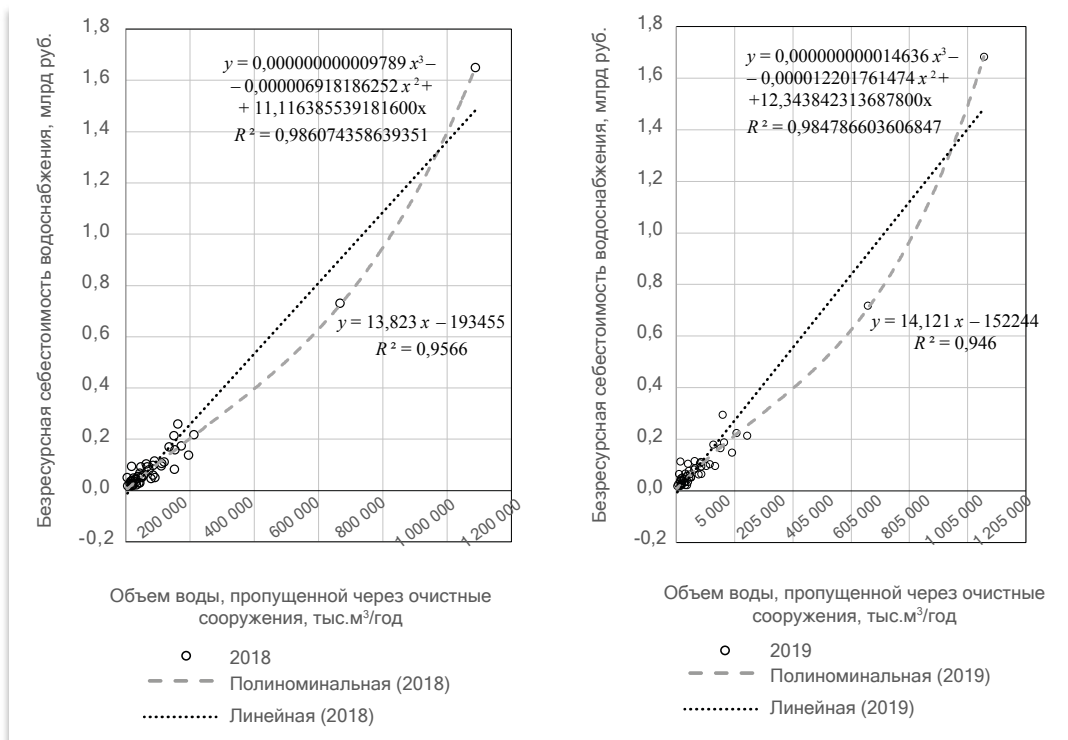 Безресурсная себестоимость водоснабжения, млрд руб.
1,8
1,6
1,4
1,2
1,0
0,8
0,6
0,4
0,2
0,0
-0,2
y = 0,000000000009789 x³ –
– 0,000006918186252 x² +
+ 11,116385539181600x
R² = 0,986074358639351
y = 13,823 x – 193455
R² = 0,9566
200 000
400 000
600 000
800 000
1 000 000
1 200 000
Объем воды, пропущенной через очистные
сооружения, тыс.м³/год
2018
Полиноминальная (2018)
Линейная (2018)
Безресурсная себестоимость водоснабжения, млрд руб.
1,8
1,6
1,4
1,2
1,0
0,8
0,6
0,4
0,2
0,0
-0,2
y = 0,000000000014636 x³ –
– 0,000012201761474 x² +
+12,343842313687800x
R² = 0,984786603606847
y = 14,121 x – 152244
R² = 0,946
5 000
205 000
405 000
605 000
805 000
1 005 000
1 205 000
Объем воды, пропущенной через очистные
сооружения, тыс.м³/год
2019
Полиноминальная (2019)
Линейная (2019)